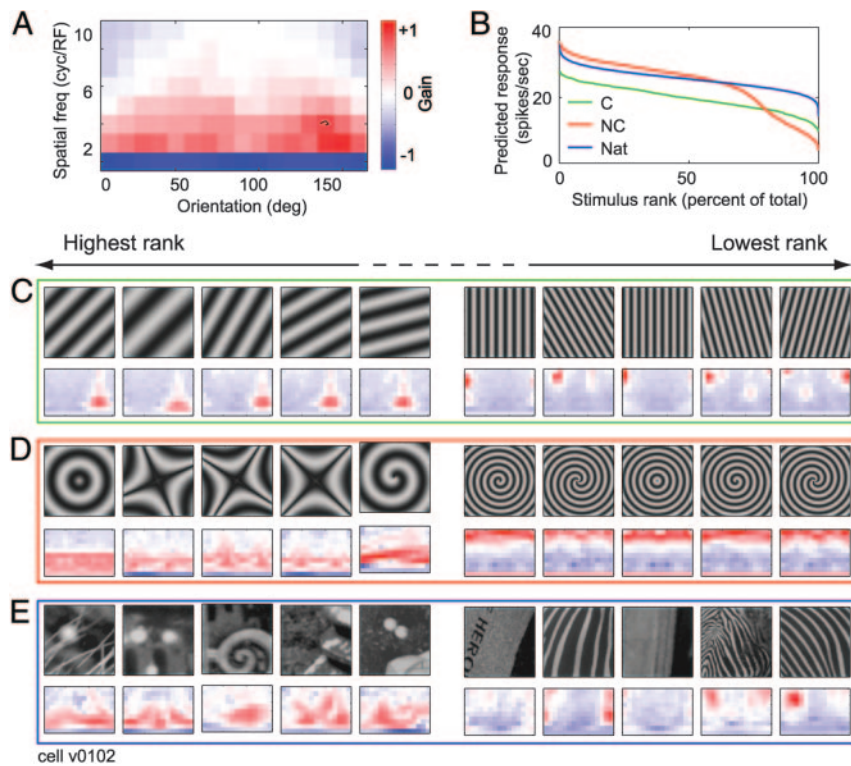 A
B
Spatial freq (cyc/RF)
10
6
2
0
50
100
150
Orientation (deg)
+1
0
-1
Gain
Predicted response
(spikes/sec)
40
20
0
C
NC
Nat
0
50
100
Stimulus rank (percent of total)
Highest rank
Lowest rank
C
D
E
HERO
cell v0102